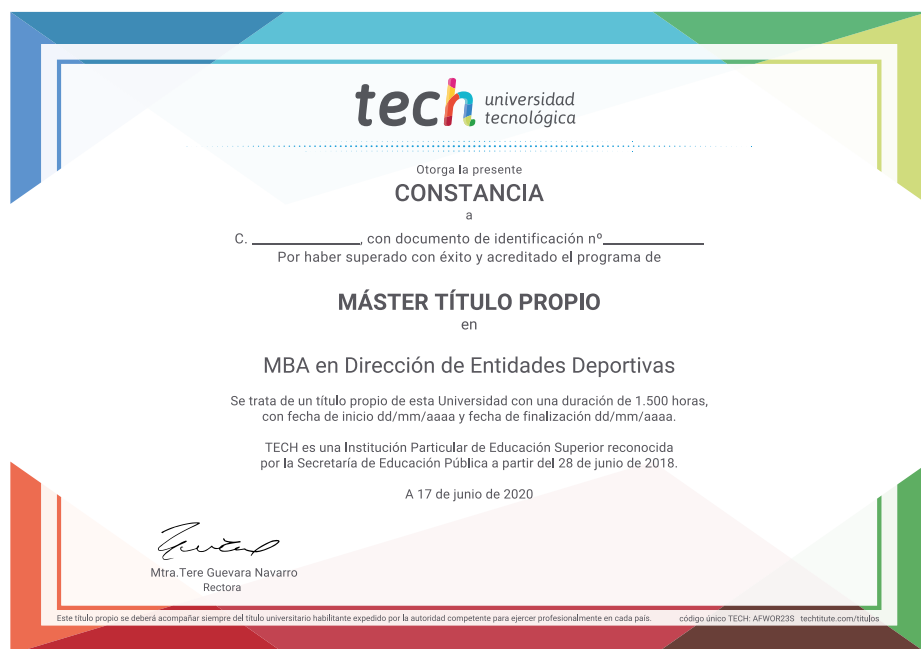 tech universidad
tecnológica
Otorga la presente
CONSTANCIA
a
C. ____________, con documento de identificación nº____________
Por haber superado con éxito y acreditado el programa de
MÁSTER TÍTULO PROPIO
en
MBA en Dirección de Entidades Deportivas
Se trata de un título propio de esta Universidad con una duración de 1.500 horas,
con fecha de inicio dd/mm/aaaa y fecha de finalización dd/mm/aaaa.
TECH es una Institución Particular de Educación Superior reconocida
por la Secretaría de Educación Pública a partir del 28 de junio de 2018.
A 17 de junio de 2020
Mtra.Tere Guevara Navarro
Rectora
Este título propio se deberá acompañar siempre del título universitario habilitante expedido por la autoridad competente para ejercer profesionalmente en cada país. código único TECH: AFWOR23S techtitute.com/titulos